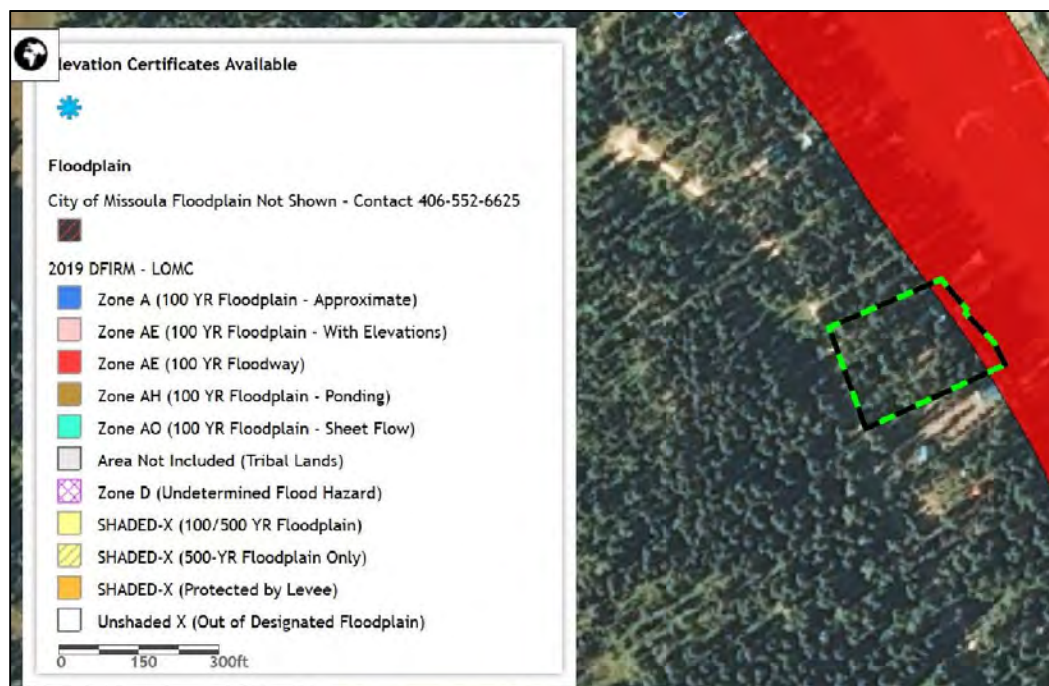 levation Certificates Available
Floodplain
City of Missoula Floodplain Not Shown - Contact 406-552-6625
2019 DFIRM - LOMC
Zone A (100 YR Floodplain - Approximate)
Zone AE (100 YR Floodplain - With Elevations)
Zone AE (100 YR Floodway)
Zone AH (100 YR Floodplain - Ponding)
Zone AO (100 YR Floodplain - Sheet Flow)
Area Not Included (Tribal Lands)
Zone D (Undetermined Flood Hazard)
SHADED-X (100/500 YR Floodplain)
SHADED-X (500-YR Floodplain Only)
SHADED-X (Protected by Levee)
Unshaded X (Out of Designated Floodplain)
0 150 300ft